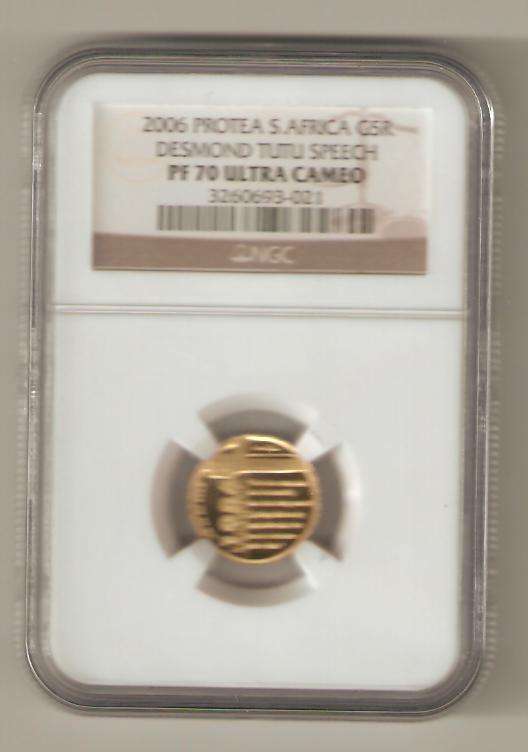 2006 PROTEA S.AFRICA G5R
DESMOND TUTU SPEECH
PF 70 ULTRA CAMEO
3260693-021
NGC